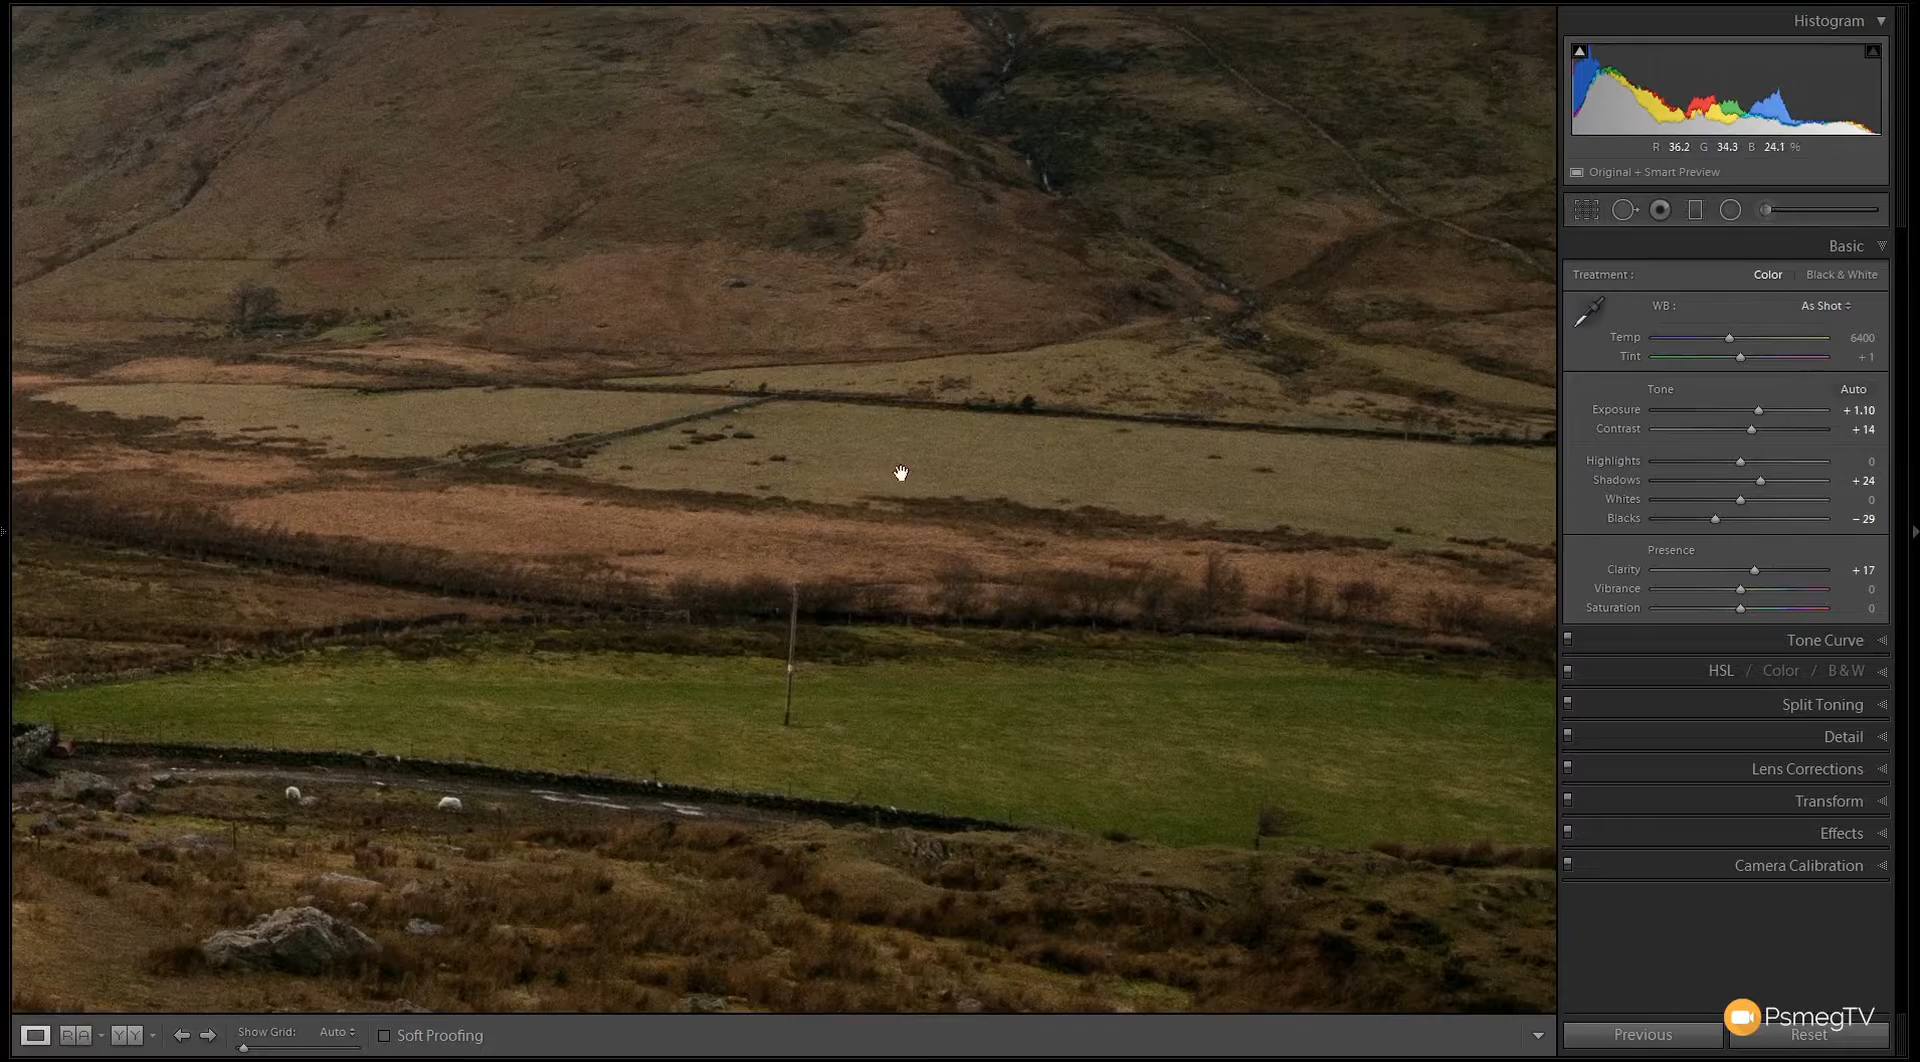 Histogram
R 36.2 G 34.3 B 24.1 %
Original + Smart Preview
Basic
Treatment : Color Black & White
WB : As Shot
Temp 6400
Tint + 1
Tone Auto
Exposure + 1.10
Contrast + 14
Highlights 0
Shadows + 24
Whites 0
Blacks − 29
Presence
Clarity + 17
Vibrance 0
Saturation 0
Tone Curve
HSL / Color / B & W
Split Toning
Detail
Lens Corrections
Transform
Effects
Camera Calibration
PsmegTV
R A Y Y Show Grid: Auto Soft Proofing Previous Reset